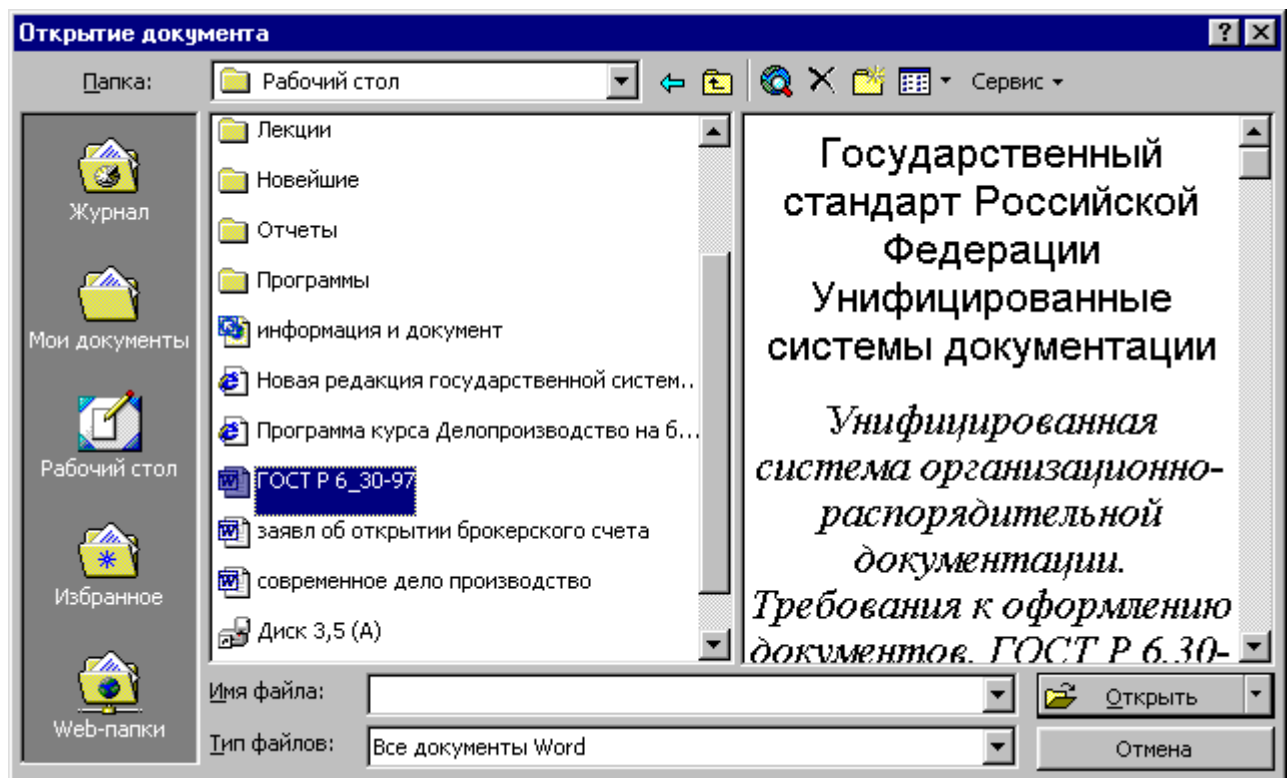 Открытие документа
Папка:
Рабочий стол
Сервис
Журнал
Мои документы
Рабочий стол
Избранное
Web-папки
Лекции
Новейшие
Отчеты
Программы
информация и документ
Новая редакция государственной систем...
Программа курса Делопроизводство на б...
ГОСТ Р 6_30-97
заявл об открытии брокерского счета
современное дело производство
Диск 3,5 (A)
Государственный
стандарт Российской
Федерации
Унифицированные
системы документации
Унифицированная
система организационно-
распорядительной
документации.
Требования к оформлению
документов. ГОСТ Р 6.30-
Имя файла:
Открыть
Тип файлов:
Все документы Word
Отмена